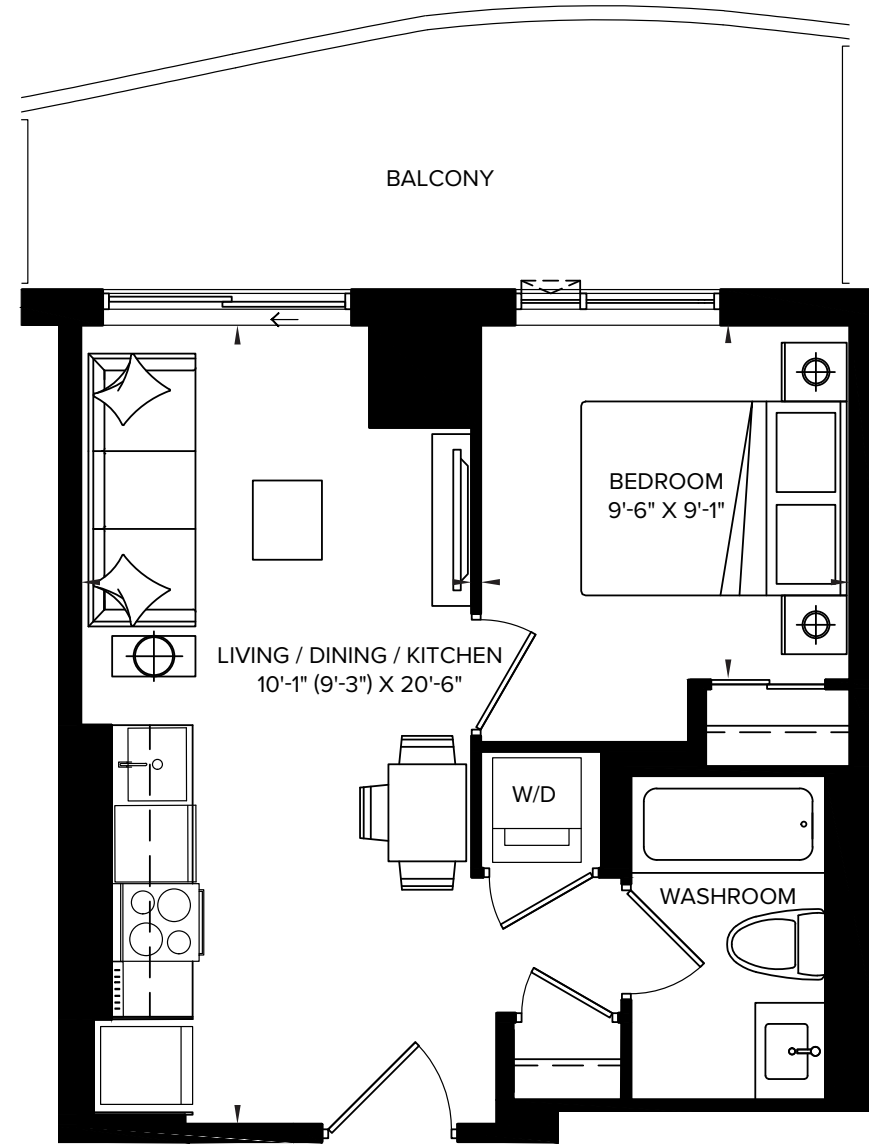 BALCONY
BEDROOM
9'-6" X 9'-1"
LIVING / DINING / KITCHEN
10'-1" (9'-3") X 20'-6"
W/D
WASHROOM